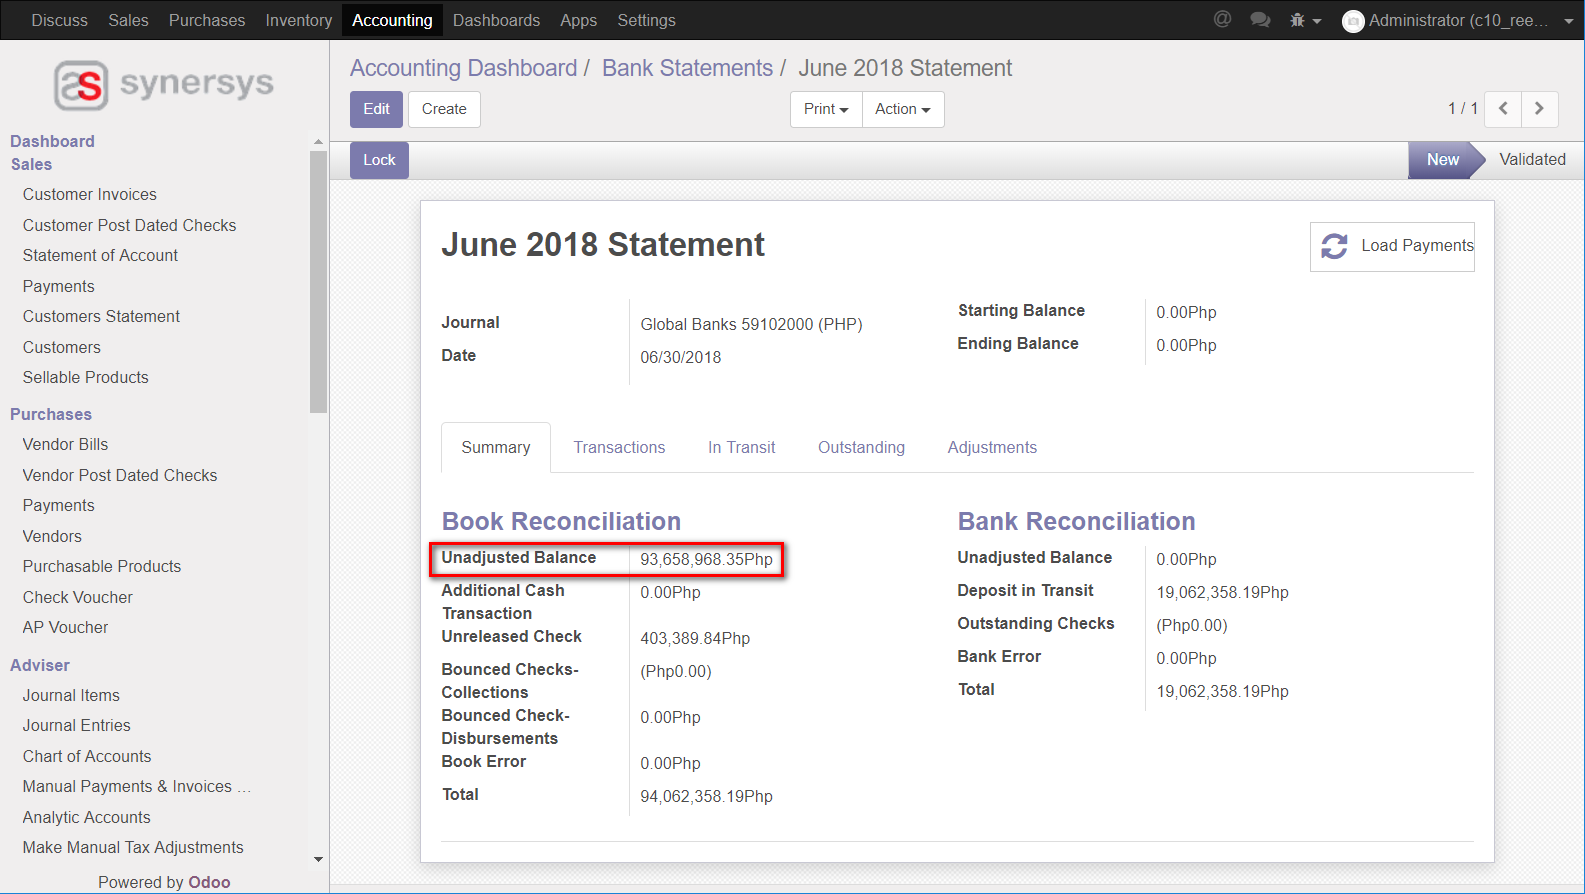 Discuss Sales Purchases Inventory Accounting Dashboards Apps Settings @ Administrator (c10_ree...
synersys
Accounting Dashboard / Bank Statements / June 2018 Statement
Edit Create Print Action 1 / 1
Lock New Validated
Dashboard
Sales
Customer Invoices
Customer Post Dated Checks
Statement of Account
Payments
Customers Statement
Customers
Sellable Products
Purchases
Vendor Bills
Vendor Post Dated Checks
Payments
Vendors
Purchasable Products
Check Voucher
AP Voucher
Adviser
Journal Items
Journal Entries
Chart of Accounts
Manual Payments & Invoices ...
Analytic Accounts
Make Manual Tax Adjustments
Powered by Odoo
June 2018 Statement
Load Payments
Journal Global Banks 59102000 (PHP)
Date 06/30/2018
Starting Balance 0.00Php
Ending Balance 0.00Php
Summary Transactions In Transit Outstanding Adjustments
Book Reconciliation
Unadjusted Balance 93,658,968.35Php
Additional Cash 0.00Php
Transaction
Unreleased Check 403,389.84Php
Bounced Checks- (Php0.00)
Collections
Bounced Check- 0.00Php
Disbursements
Book Error 0.00Php
Total 94,062,358.19Php
Bank Reconciliation
Unadjusted Balance 0.00Php
Deposit in Transit 19,062,358.19Php
Outstanding Checks (Php0.00)
Bank Error 0.00Php
Total 19,062,358.19Php